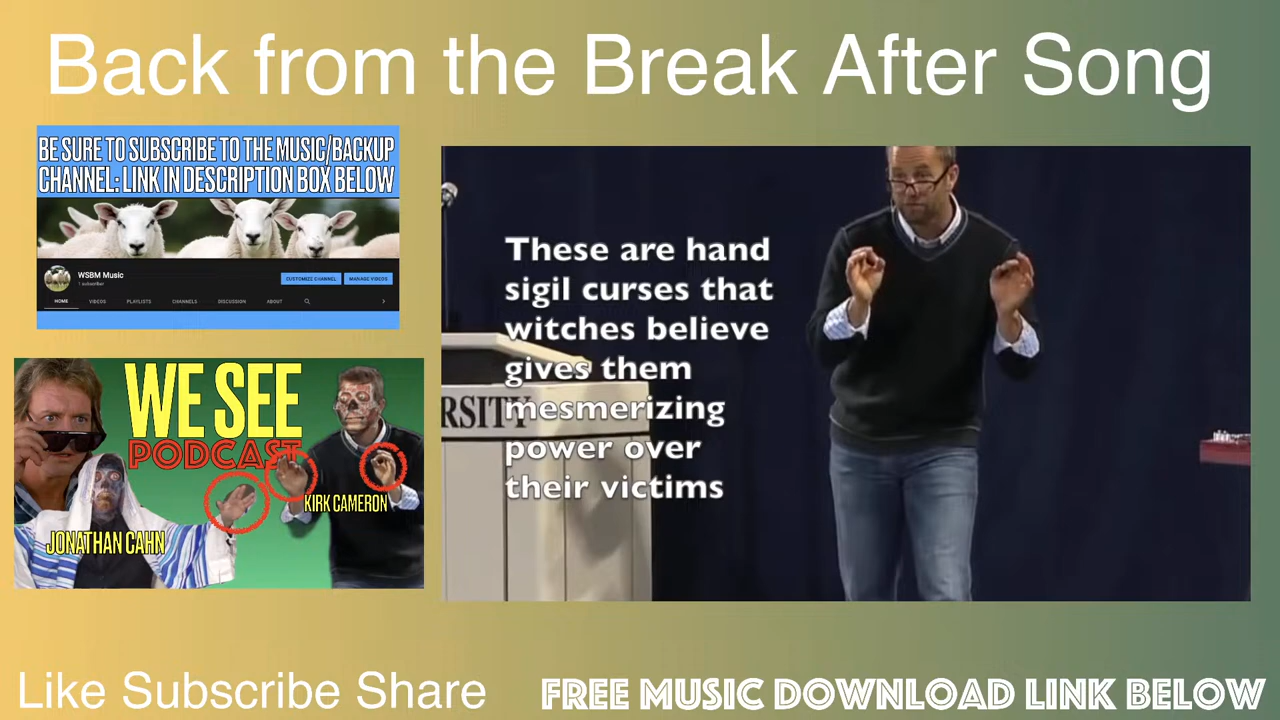 Back from the Break After Song
BE SURE TO SUBSCRIBE TO THE MUSIC/BACKUP
CHANNEL: LINK IN DESCRIPTION BOX BELOW
WSBM Music
1 subscriber
CUSTOMIZE CHANNEL
MANAGE VIDEOS
HOME
VIDEOS
PLAYLISTS
CHANNELS
DISCUSSION
ABOUT
WE SEE
PODCAST
KIRK CAMERON
JONATHAN CAHN
These are hand
sigil curses that
witches believe
gives them
mesmerizing
power over
their victims
RSITY
Like Subscribe Share
FREE MUSIC DOWNLOAD LINK BELOW